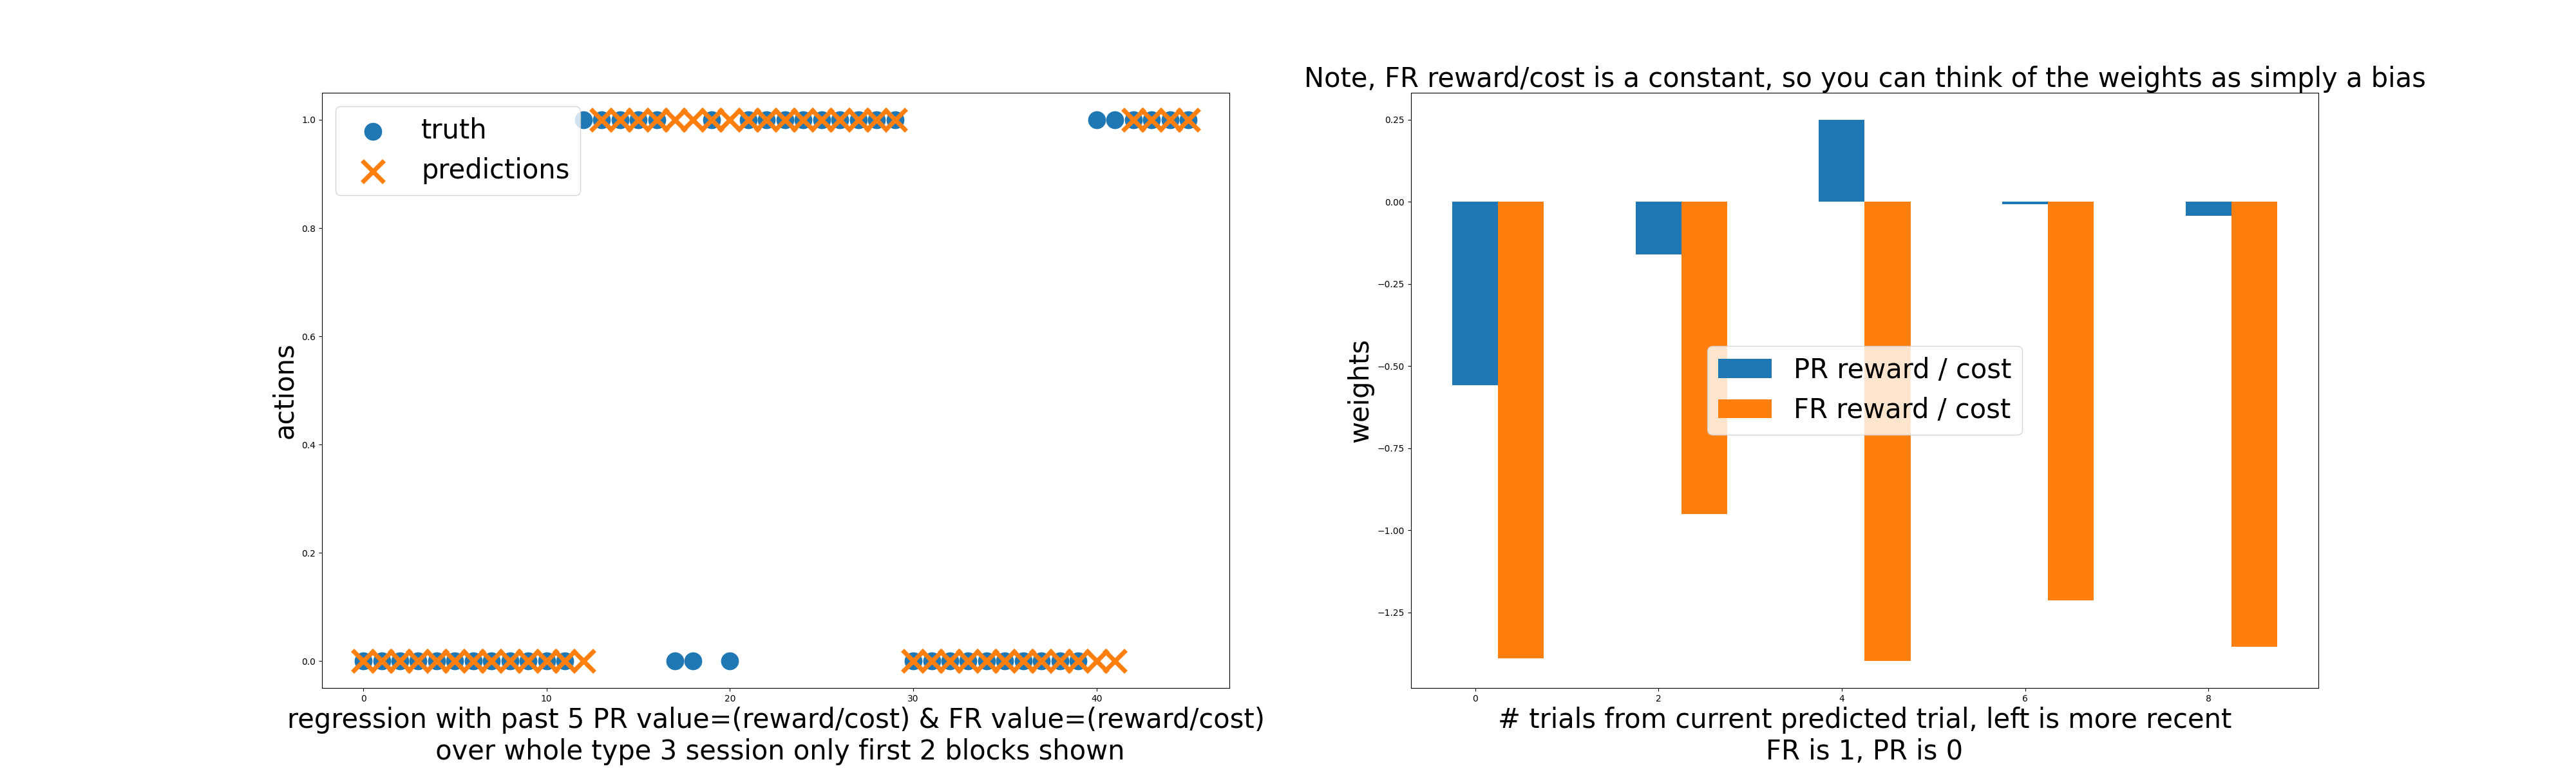 Note, FR reward/cost is a constant, so you can think of the weights as simply a bias
truth
predictions
actions
1.0
0.8
0.6
0.4
0.2
0.0
0 10 20 30 40
regression with past 5 PR value=(reward/cost) & FR value=(reward/cost)
over whole type 3 session only first 2 blocks shown
weights
0.25
0.00
−0.25
−0.50
−0.75
−1.00
−1.25
PR reward / cost
FR reward / cost
0 2 4 6 8
# trials from current predicted trial, left is more recent
FR is 1, PR is 0